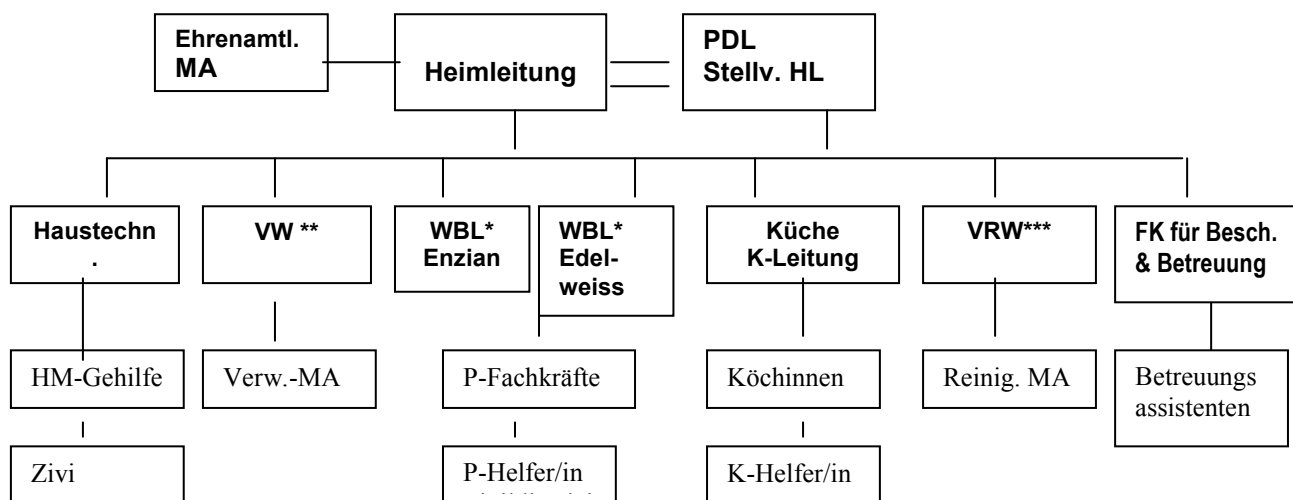 Ehrenamtl.
MA
Heimleitung
PDL
Stellv. HL
Haustechn
.
VW **
WBL*
Enzian
WBL*
Edel-
weiss
Küche
K-Leitung
VRW***
FK für Besch.
& Betreuung
HM-Gehilfe
Verw.-MA
P-Fachkräfte
Köchinnen
Reinig. MA
Betreuungs
assistenten
Zivi
P-Helfer/in
K-Helfer/in